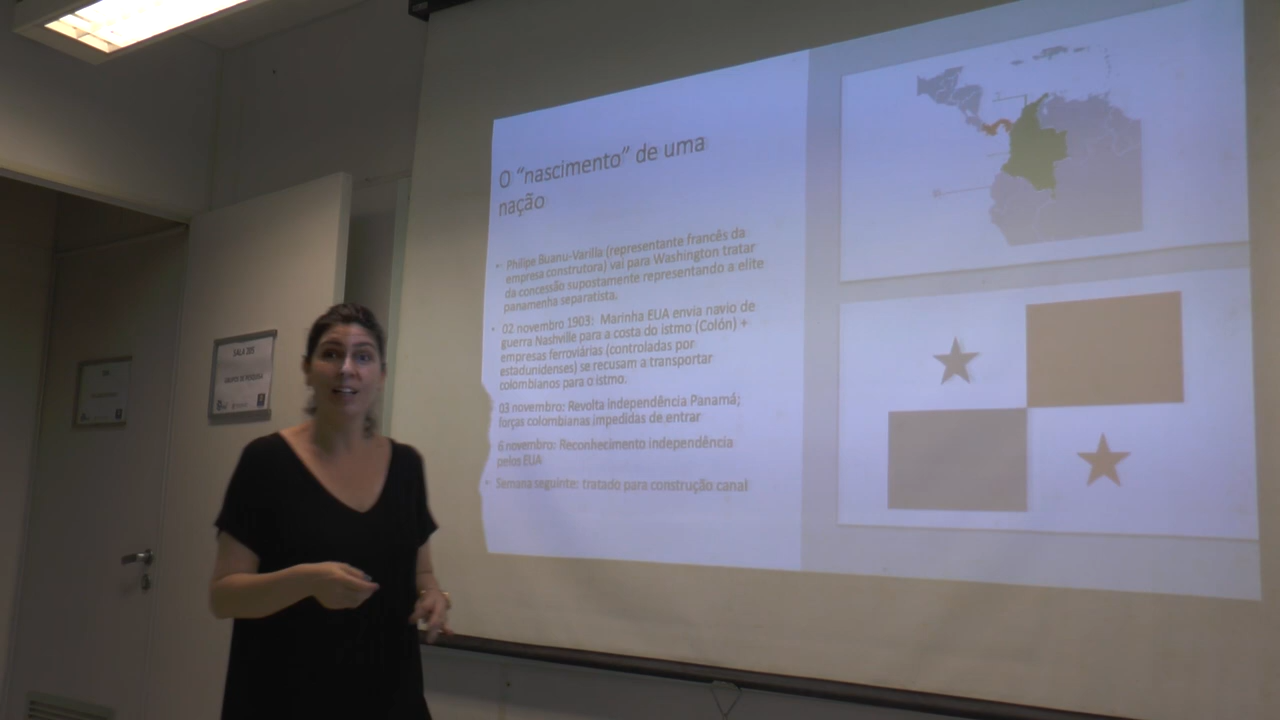 O “nascimento” de uma
nação
• Philipe Buanu-Varilla (representante francês da
empresa construtora) vai para Washington tratar
da concessão supostamente representando a elite
panamenha separatista.
• 02 novembro 1903: Marinha EUA envia navio de
guerra Nashville para a costa do istmo (Colón) +
empresas ferroviárias (controladas por
estadunidenses) se recusam a transportar
colombianos para o istmo.
• 03 novembro: Revolta independência Panamá;
forças colombianas impedidas de entrar
• 6 novembro: Reconhecimento independência
pelos EUA
• Semana seguinte: tratado para construção canal
SALA
GRUPO DE PESQUISA